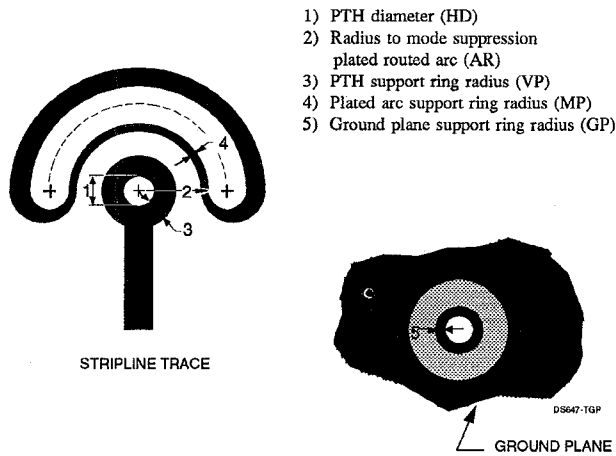 1) PTH diameter (HD)
2) Radius to mode suppression
plated routed arc (AR)
3) PTH support ring radius (VP)
4) Plated arc support ring radius (MP)
5) Ground plane support ring radius (GP)
4
1
2
3
STRIPLINE TRACE
5
DS647-TGP
GROUND PLANE